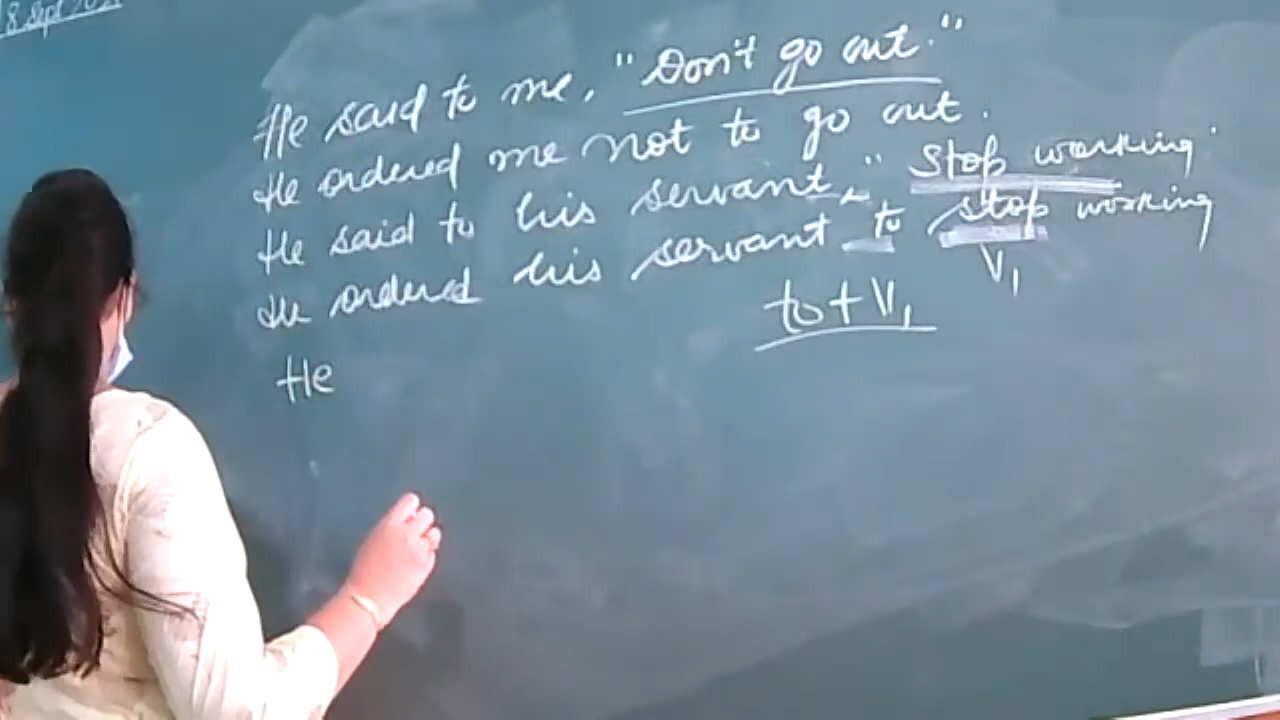 8 Sept
He said to me, "Don't go out."
He ordered me not to go out.
He said to his servant, "Stop working
He ordered his servant to stop working
V1
to + V1
He